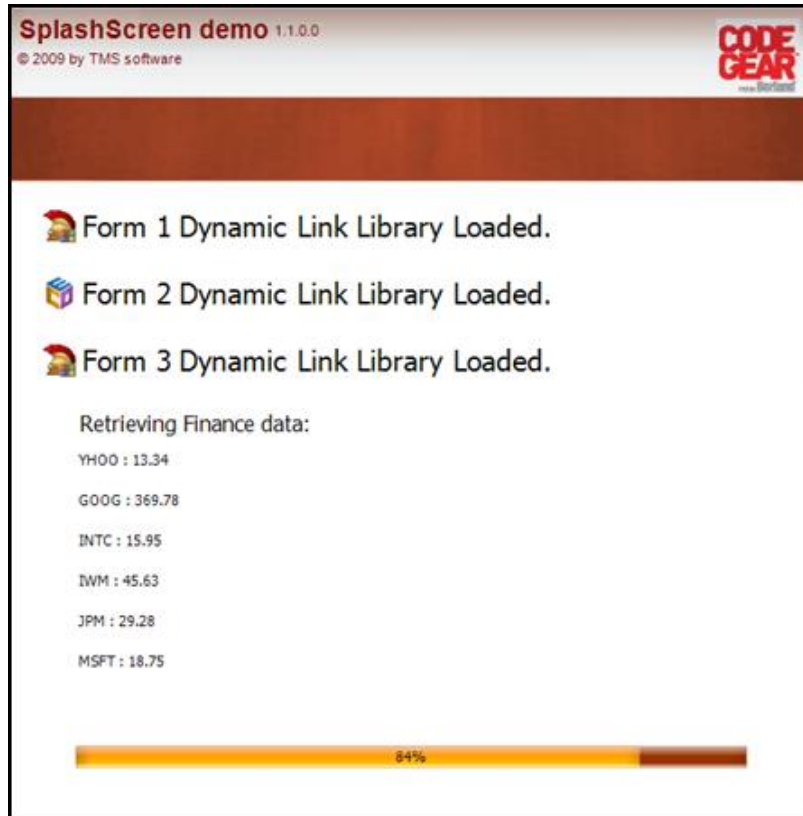 SplashScreen demo 1.1.0.0
© 2009 by TMS software
CODE
GEAR
from Borland
Form 1 Dynamic Link Library Loaded.
Form 2 Dynamic Link Library Loaded.
Form 3 Dynamic Link Library Loaded.
Retrieving Finance data:
YHOO : 13.34
GOOG : 369.78
INTC : 15.95
IWM : 45.63
JPM : 29.28
MSFT : 18.75
84%